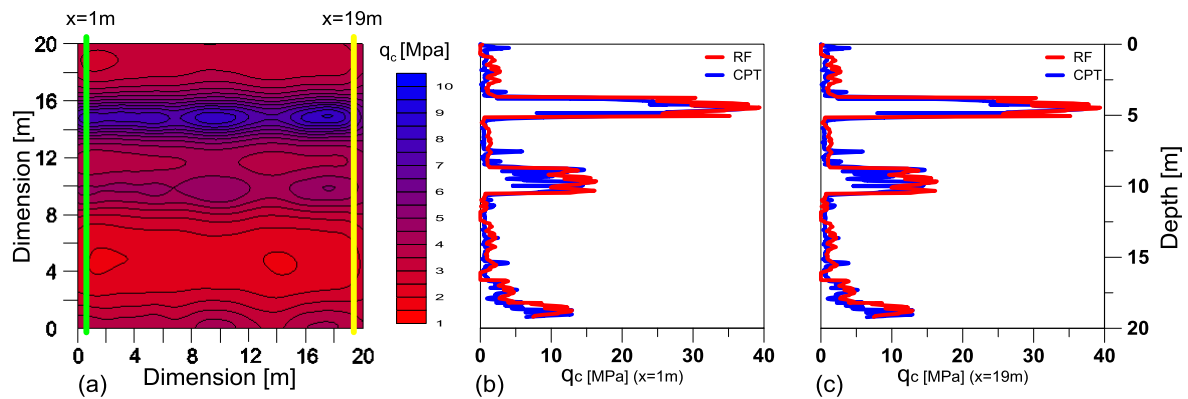 x=1m
x=19m
20
16
12
8
4
0
Dimension [m]
0 4 8 12 16 20
(a) Dimension [m]
qc [Mpa]
10
9
8
7
6
5
4
3
2
1
RF
CPT
0 10 20 30 40
(b) qc [MPa] (x=1m)
RF
CPT
0 10 20 30 40
(c) qc [MPa] (x=19m)
0
5
10
15
20
Depth [m]